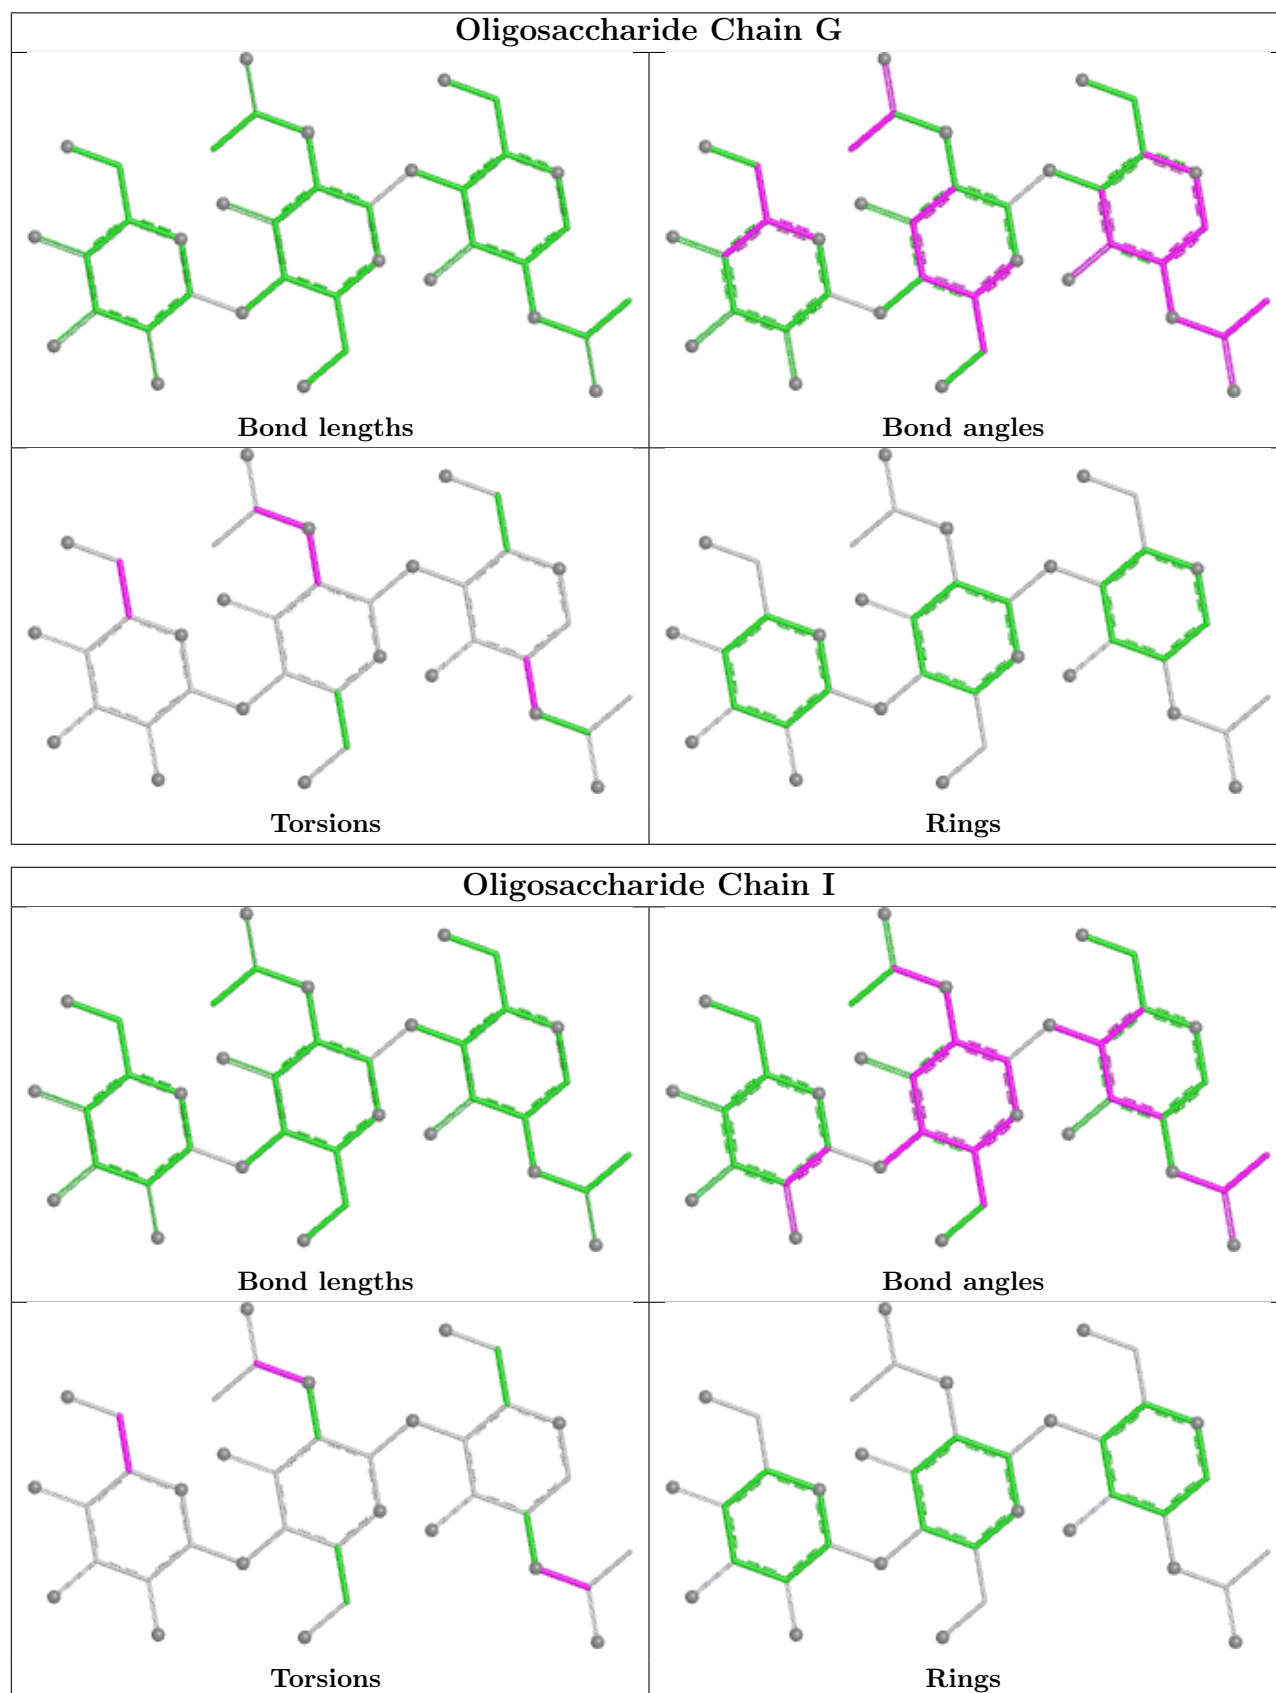 Oligosaccharide Chain G
Bond lengths
Bond angles
Torsions
Rings
Oligosaccharide Chain I
Bond lengths
Bond angles
Torsions
Rings